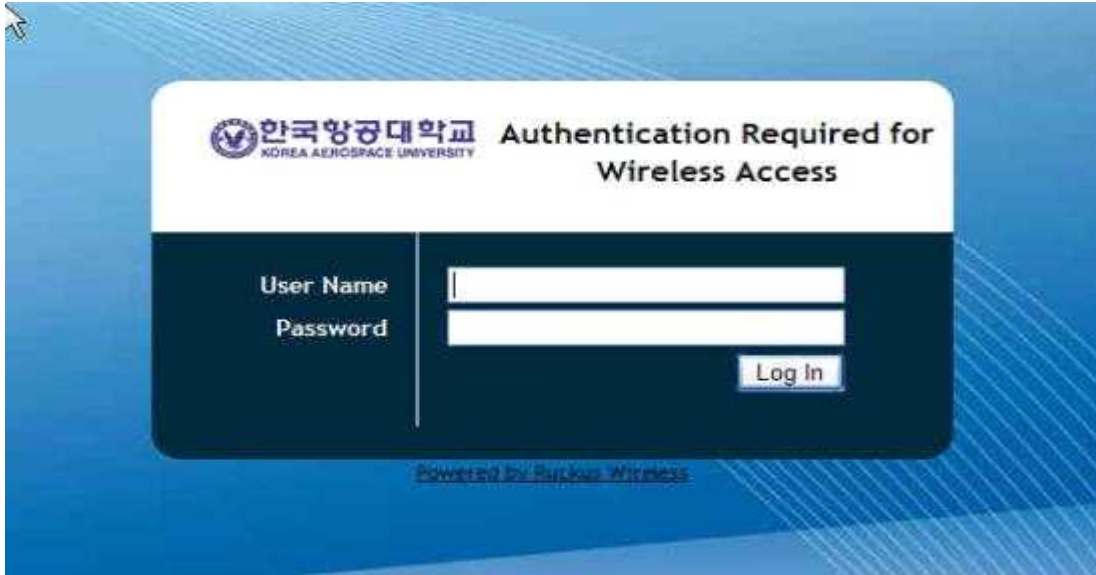 한국항공대학교
KOREA AEROSPACE UNIVERSITY
Authentication Required for
Wireless Access
User Name
Password
Log In
Powered by Ruckus Wireless